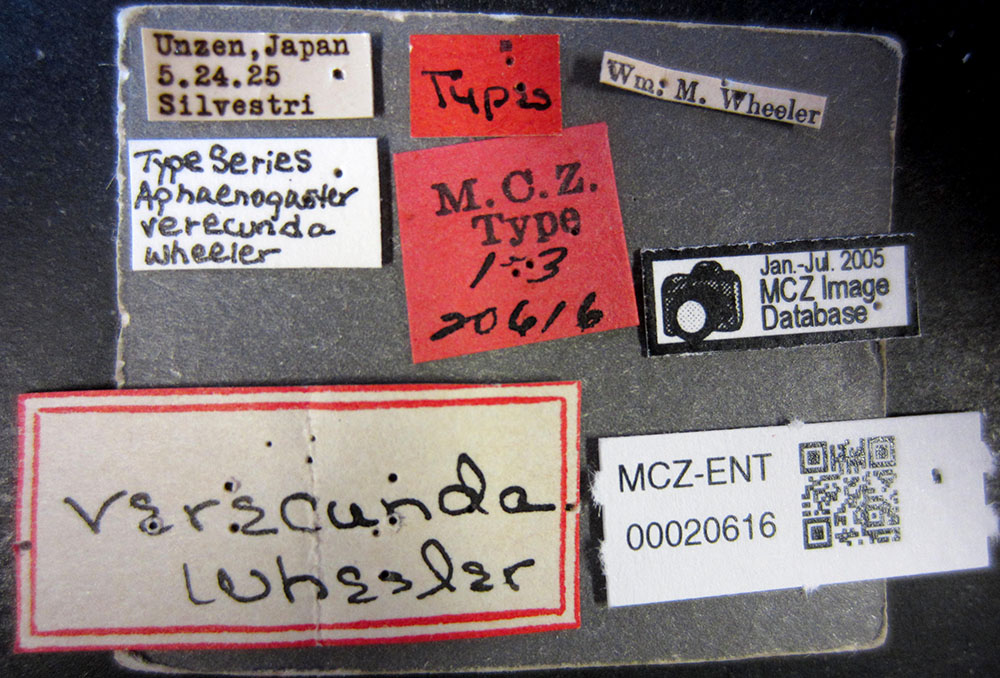 Unzen, Japan
5.24.25
Silvestri
Types
Wm. M. Wheeler
Type Series
Aphaenogaster
verecunda
Wheeler
M.C.Z.
Type
1-3
20616
Jan.-Jul. 2005
MCZ Image
Database
verecunda
Wheeler
MCZ-ENT
00020616